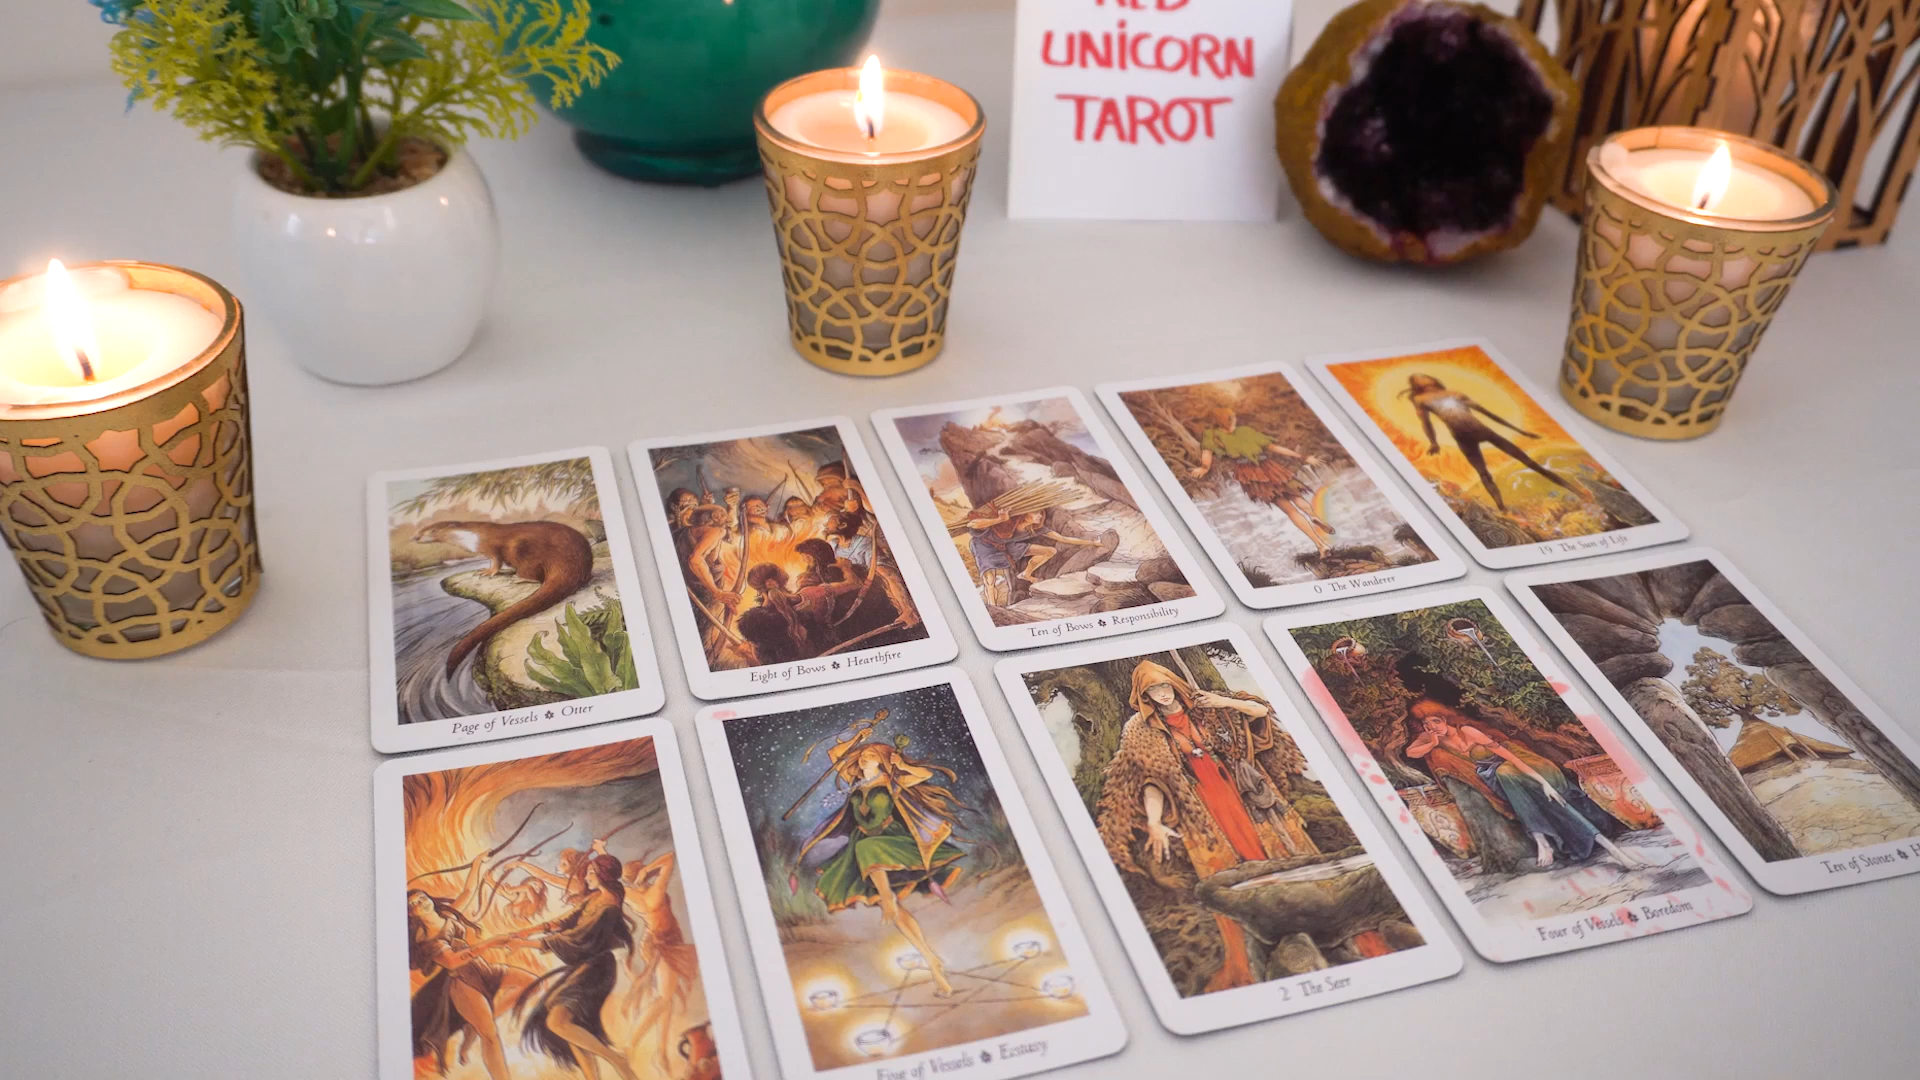 RED
UNICORN
TAROT
19 The Sun of Life
0 The Wanderer
Ten of Bows Responsibility
Eight of Bows Hearthfire
Page of Vessels Otter
Ten of Stones
Four of Vessels Boredom
2 The Seer
Five of Vessels Ecstasy